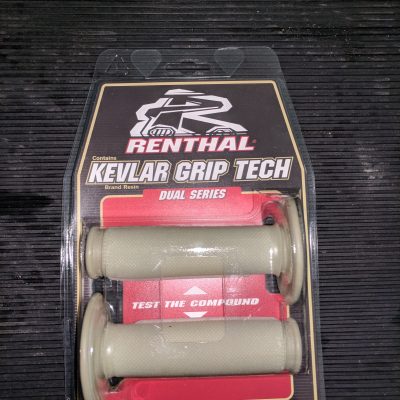 RENTHAL
Contains
KEVLAR GRIP TECH
Brand Resin
DUAL SERIES
TEST THE COMPOUND